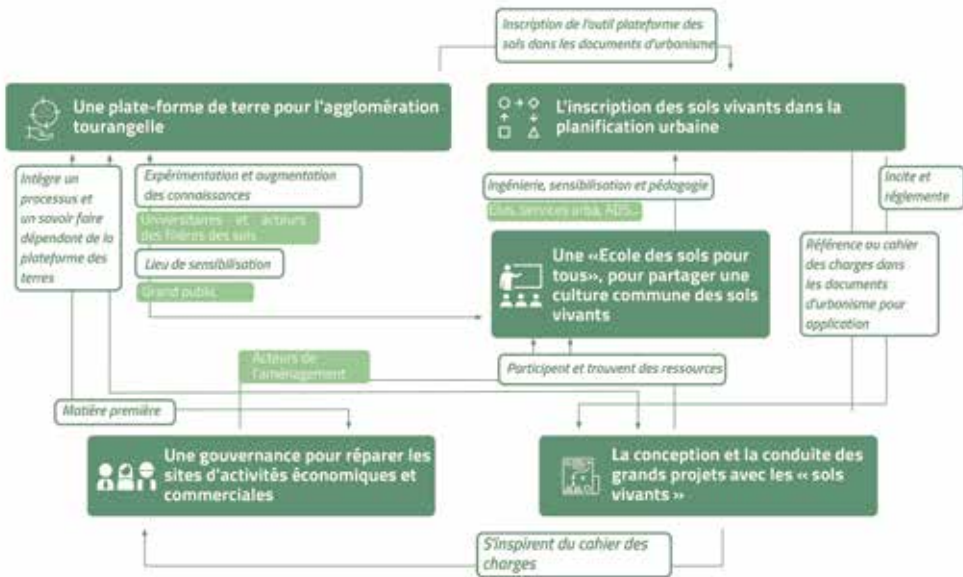 Inscription de l'outil plateforme des
sols dans les documents d'urbanisme
Une plate-forme de terre pour l'agglomération
tourangelle
L'inscription des sols vivants dans la
planification urbaine
Intègre un
processus et
un savoir faire
dépendant de la
plateforme des
terres
Expérimentation et augmentation
des connaissances
Universitaires et acteurs
des filières des sols
Lieu de sensibilisation
Grand public
Ingénierie, sensibilisation et pédagogie
Elus, services urba, ADS...
Incite et
réglemente
Une «Ecole des sols pour
tous», pour partager une
culture commune des sols
vivants
Référence au cahier
des charges dans
les documents
d'urbanisme pour
application
Acteurs de
l'aménagement
Participent et trouvent des ressources
Matière première
Une gouvernance pour réparer les
sites d'activités économiques et
commerciales
La conception et la conduite des
grands projets avec les « sols
vivants »
S'inspirent du cahier des
charges